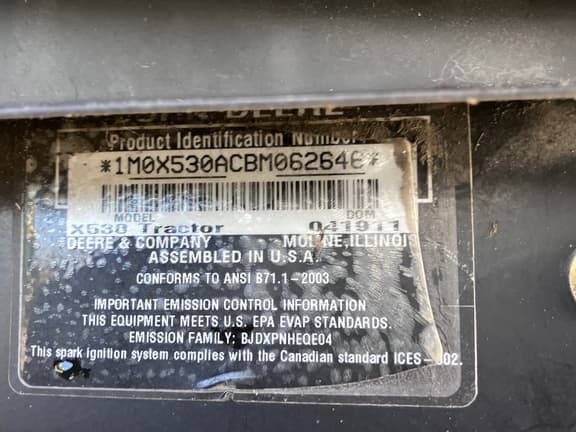 Product Identification Number
*1M0X530ACBM062646*
MODEL DOM
X530 Tractor 041911
DEERE & COMPANY MOLINE, ILLINOIS
ASSEMBLED IN U.S.A.
CONFORMS TO ANSI B71.1-2003
IMPORTANT EMISSION CONTROL INFORMATION
THIS EQUIPMENT MEETS U.S. EPA EVAP STANDARDS.
EMISSION FAMILY: BJDXPNHEQE04
This spark ignition system complies with the Canadian standard ICES-002.